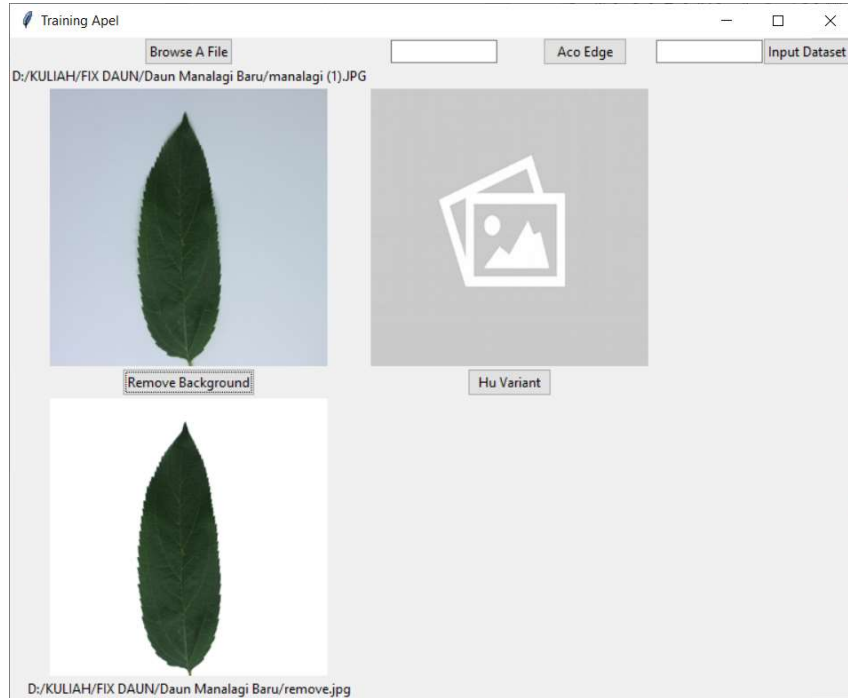 Training Apel
Browse A File
Aco Edge
Input Dataset
D:/KULIAH/FIX DAUN/Daun Manalagi Baru/manalagi (1).JPG
Remove Background
Hu Variant
D:/KULIAH/FIX DAUN/Daun Manalagi Baru/remove.jpg